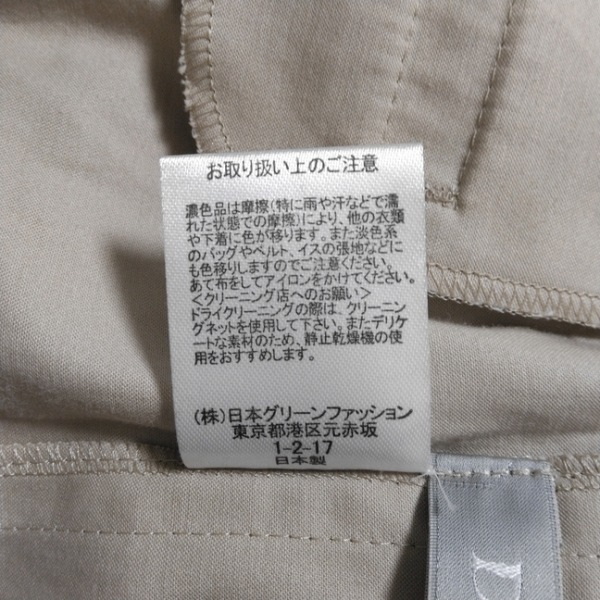 お取り扱い上のご注意
濃色品は摩擦(特に雨や汗などで濡
れた状態での摩擦)により、他の衣類
や下着に色が移ります。また淡色系
のバッグやベルト、イスの張地などに
も色移りしますのでご注意ください。
あて布をしてアイロンをかけてください。
<クリーニング店へのお願い>
ドライクリーニングの際は、クリーニン
グネットを使用して下さい。またデリケ
ートな素材のため、静止乾燥機の使
用をおすすめします。
(株)日本グリーンファッション
東京都港区元赤坂
1-2-17
日本製
D